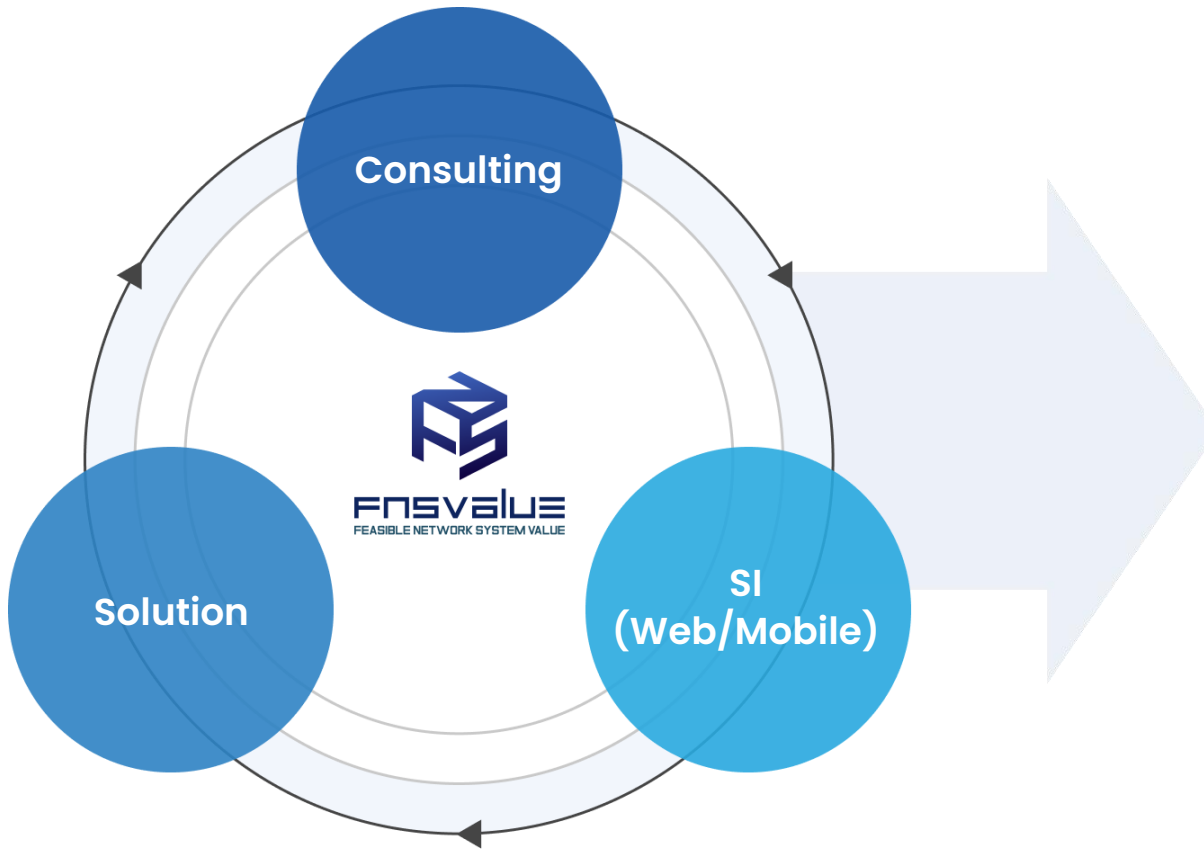 Consulting
FNSVALUE
FEASIBLE NETWORK SYSTEM VALUE
Solution
SI
(Web/Mobile)